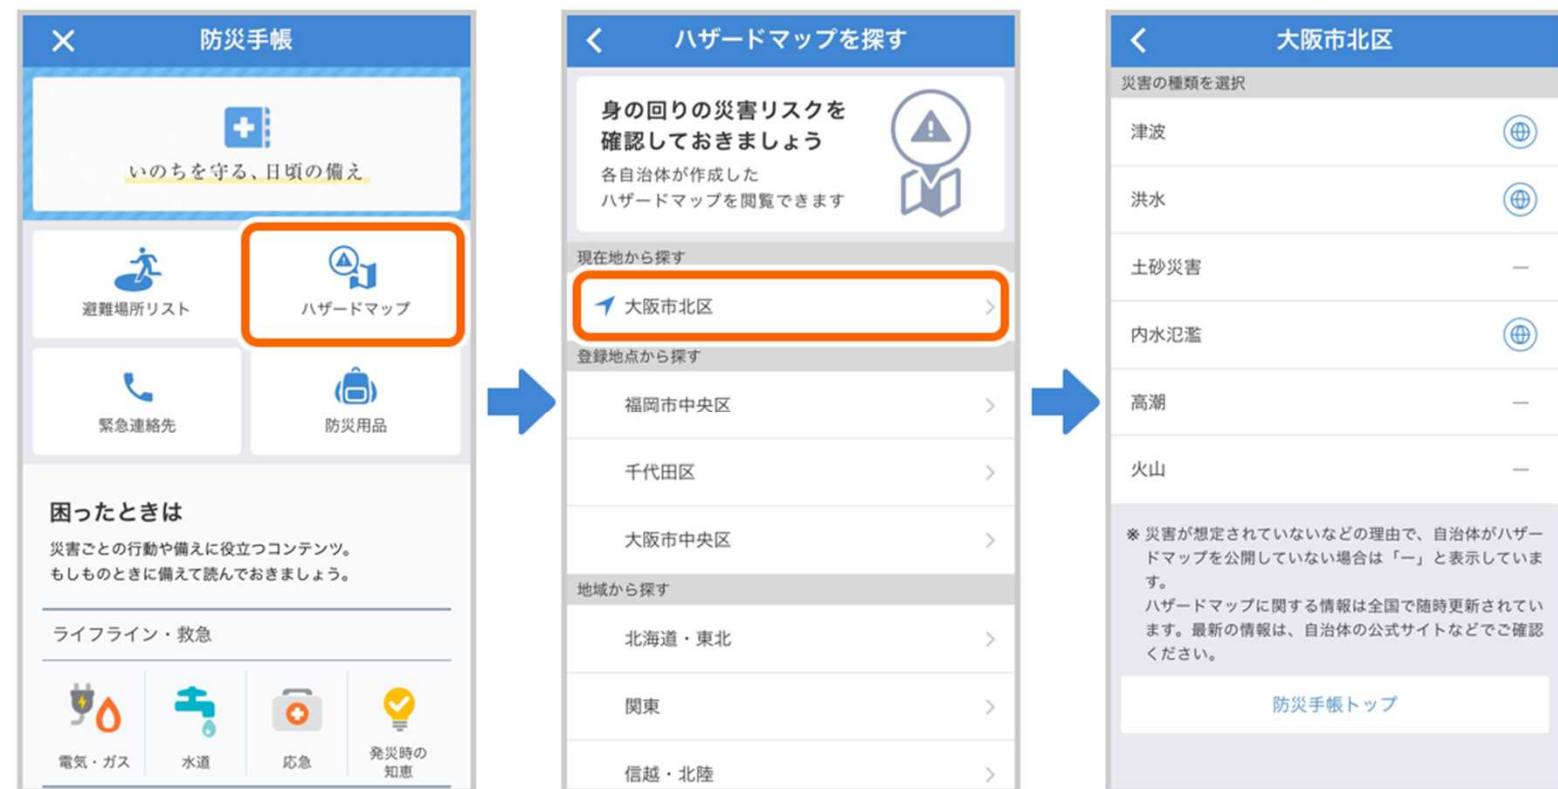 防災手帳
いのちを守る、日頃の備え
避難場所リスト
ハザードマップ
緊急連絡先
防災用品
困ったときは
災害ごとの行動や備えに役立つコンテンツ。
もしものときに備えて読んでおきましょう。
ライフライン・救急
電気・ガス
水道
応急
発災時の
知恵
ハザードマップを探す
身の回りの災害リスクを
確認しておきましょう
各自治体が作成した
ハザードマップを閲覧できます
現在地から探す
大阪市北区
登録地点から探す
福岡市中央区
千代田区
大阪市中央区
地域から探す
北海道・東北
関東
信越・北陸
大阪市北区
災害の種類を選択
津波
洪水
土砂災害 ー
内水氾濫
高潮 ー
火山 ー
※ 災害が想定されていないなどの理由で、自治体がハザー
ドマップを公開していない場合は「ー」と表示していま
す。
ハザードマップに関する情報は全国で随時更新されてい
ます。最新の情報は、自治体の公式サイトなどでご確認
ください。
防災手帳トップ